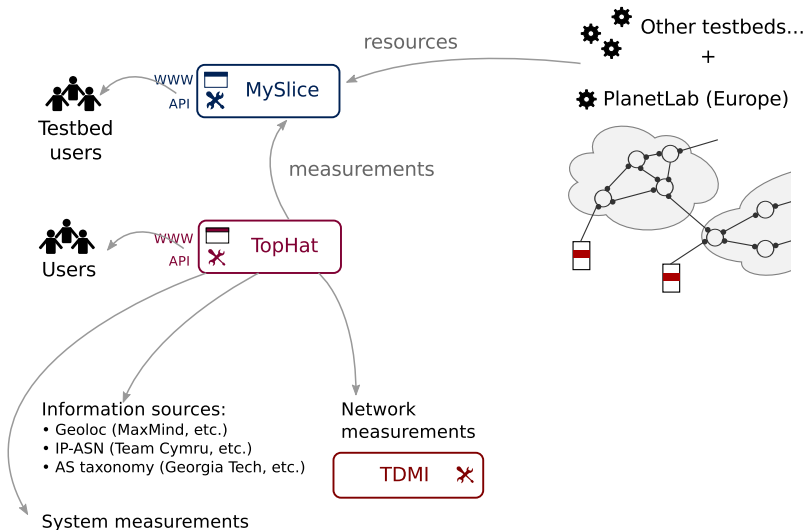 resources
Other testbeds...
+
PlanetLab (Europe)
WWW
API
MySlice
Testbed
users
measurements
WWW
API
TopHat
Users
Information sources:
• Geoloc (MaxMind, etc.)
• IP-ASN (Team Cymru, etc.)
• AS taxonomy (Georgia Tech, etc.)
Network
measurements
TDMI
System measurements